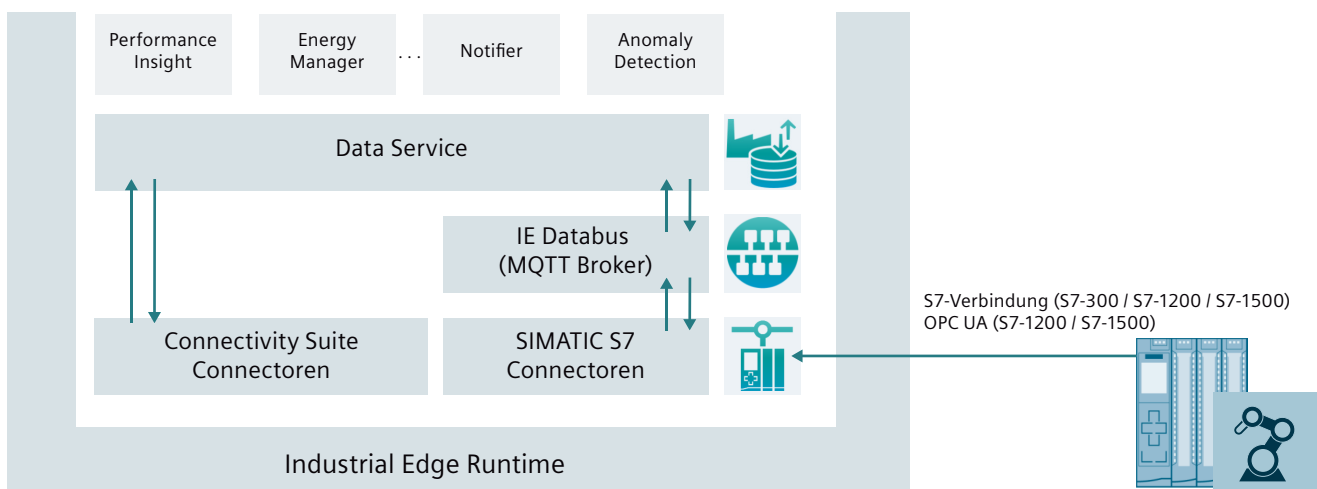 Performance
Insight
Energy
Manager
...
Notifier
Anomaly
Detection
Data Service
IE Databus
(MQTT Broker)
S7-Verbindung (S7-300 / S7-1200 / S7-1500)
OPC UA (S7-1200 / S7-1500)
Connectivity Suite
Connectoren
SIMATIC S7
Connectoren
Industrial Edge Runtime